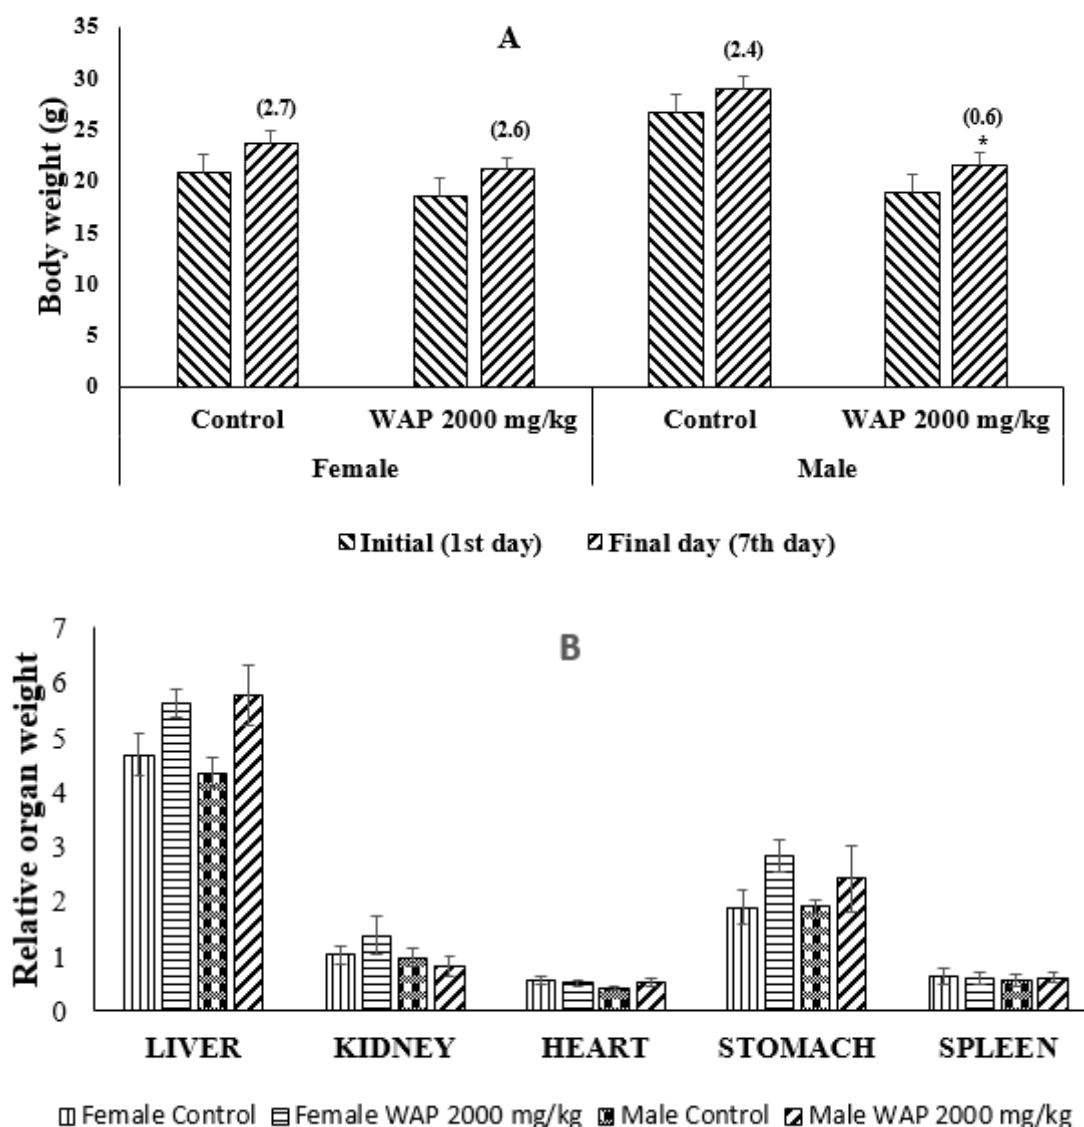 A
Body weight (g)
35
30
25
20
15
10
5
0
(2.7)
(2.6)
(2.4)
(0.6)
*
Control WAP 2000 mg/kg Control WAP 2000 mg/kg
Female Male
Initial (1st day) Final day (7th day)
B
Relative organ weight
7
6
5
4
3
2
1
0
LIVER KIDNEY HEART STOMACH SPLEEN
Female Control Female WAP 2000 mg/kg Male Control Male WAP 2000 mg/kg